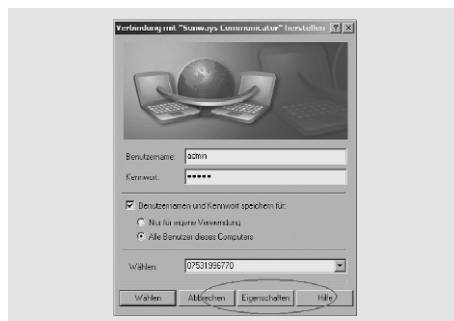 Verbindung mit "Sunways Communicator" herstellen
Benutzername: admin
Kennwort: •••••
Benutzernamen und Kennwort speichern für:
Nur für eigene Verwendung
Alle Benutzer dieses Computers
Wählen: 07531996770
Wählen Abbrechen Eigenschaften Hilfe